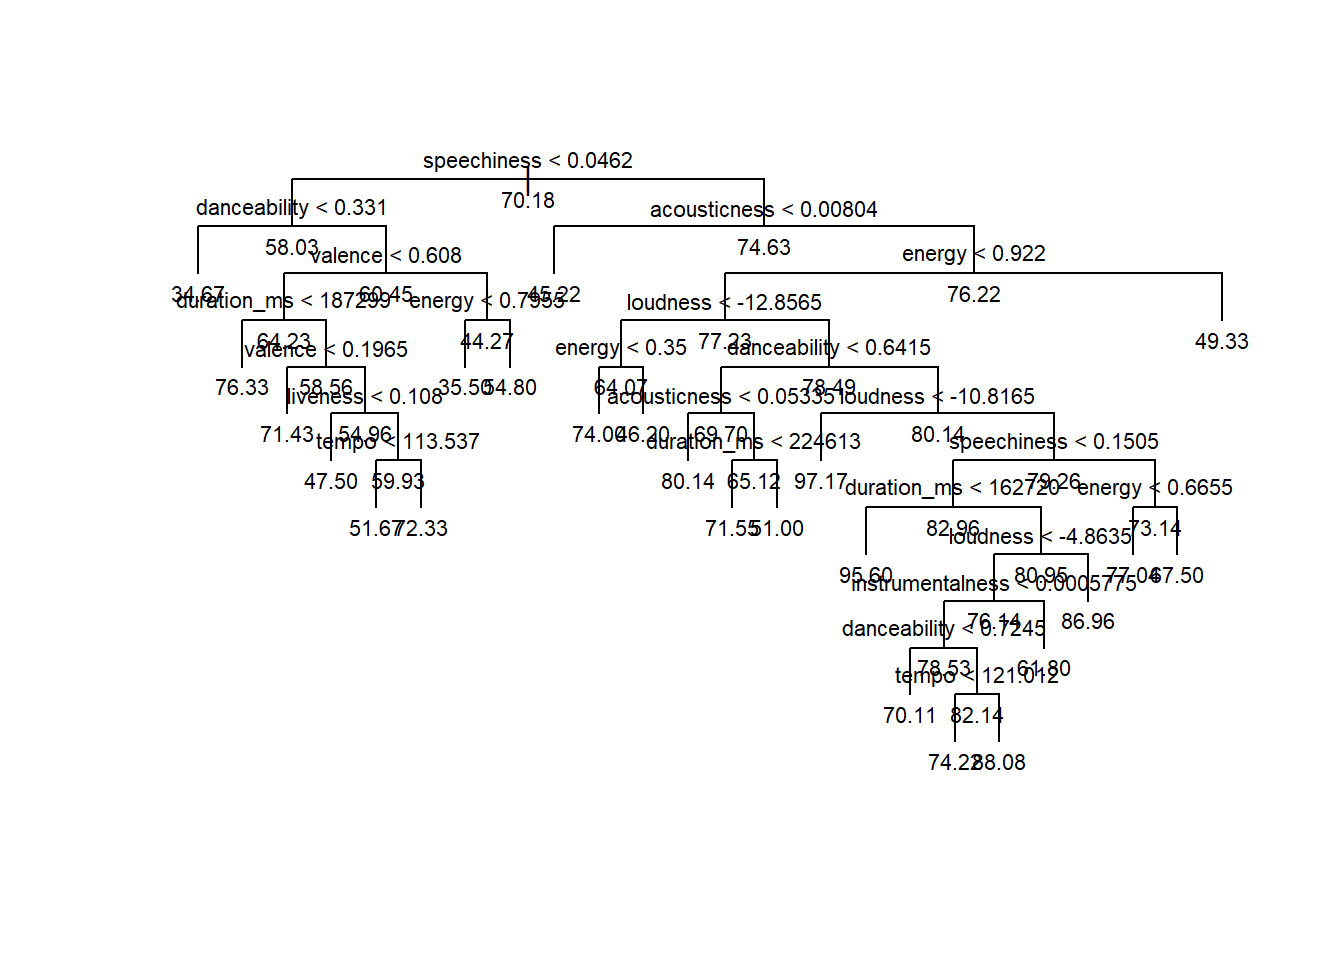 speechiness < 0.0462
70.18
danceability < 0.331
acousticness < 0.00804
58.03
74.63
valence < 0.608
energy < 0.922
34.67
60.45
45.22
76.22
duration_ms < 187299
energy < 0.7955
loudness < -12.8565
64.23
44.27
77.23
49.33
valence < 0.1965
energy < 0.35
danceability < 0.6415
76.33
58.56
35.50
54.80
64.07
78.49
liveness < 0.108
acousticness < 0.05335
loudness < -10.8165
71.43
54.96
74.00
46.20
69.70
80.14
tempo < 113.537
duration_ms < 224613
speechiness < 0.1505
47.50
59.93
80.14
65.12
97.17
79.26
duration_ms < 162720
energy < 0.6655
51.67
72.33
71.55
51.00
82.96
73.14
loudness < -4.8635
95.60
80.95
77.04
67.50
instrumentalness < 0.0005775
76.14
86.96
danceability < 0.7245
78.53
61.80
tempo < 121.012
70.11
82.14
74.22
88.08